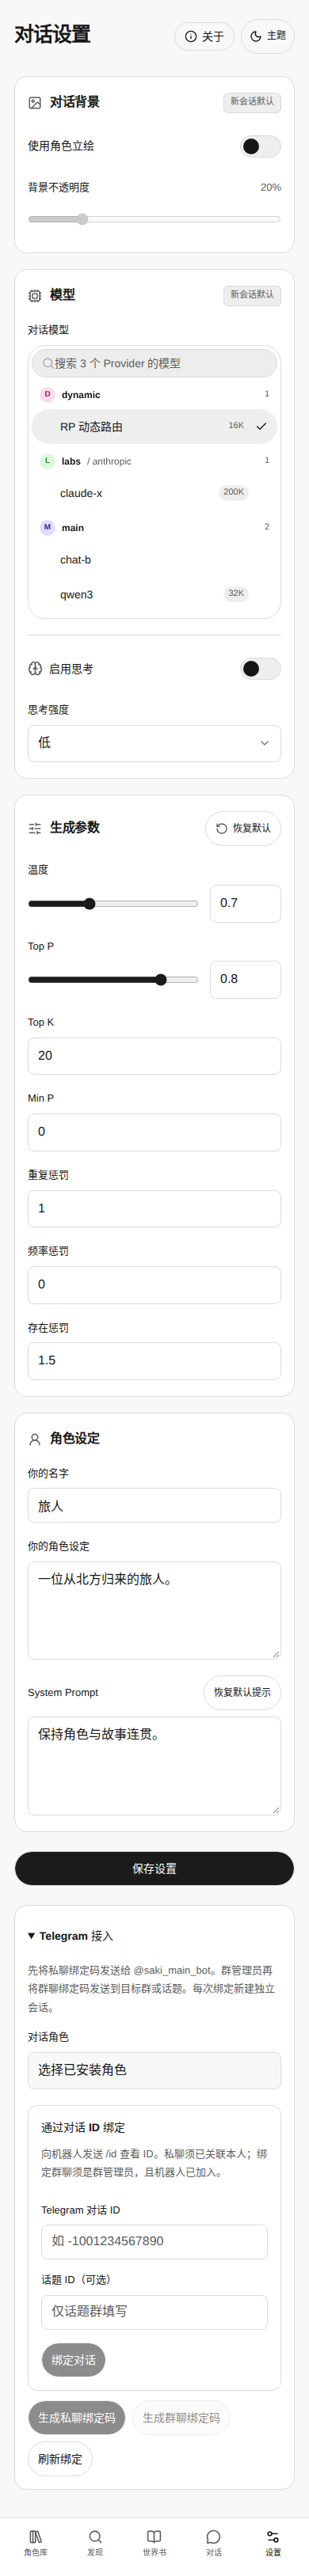 对话设置
关于
主题
对话背景
新会话默认
使用角色立绘
背景不透明度
20%
模型
新会话默认
对话模型
搜索 3 个 Provider 的模型
D dynamic 1
RP 动态路由 16K
L labs / anthropic 1
claude-x 200K
M main 2
chat-b
qwen3 32K
启用思考
思考强度
低
生成参数
恢复默认
温度
0.7
Top P
0.8
Top K
20
Min P
0
重复惩罚
1
频率惩罚
0
存在惩罚
1.5
角色设定
你的名字
旅人
你的角色设定
一位从北方归来的旅人。
System Prompt
恢复默认提示
保持角色与故事连贯。
保存设置
Telegram 接入
先将私聊绑定码发送给 @saki_main_bot。群管理员再
将群聊绑定码发送到目标群或话题。每次绑定新建独立
会话。
对话角色
选择已安装角色
通过对话 ID 绑定
向机器人发送 /id 查看 ID。私聊须已关联本人；绑
定群聊须是群管理员，且机器人已加入。
Telegram 对话 ID
如 -1001234567890
话题 ID（可选）
仅话题群填写
绑定对话
生成私聊绑定码
生成群聊绑定码
刷新绑定
角色库
发现
世界书
对话
设置